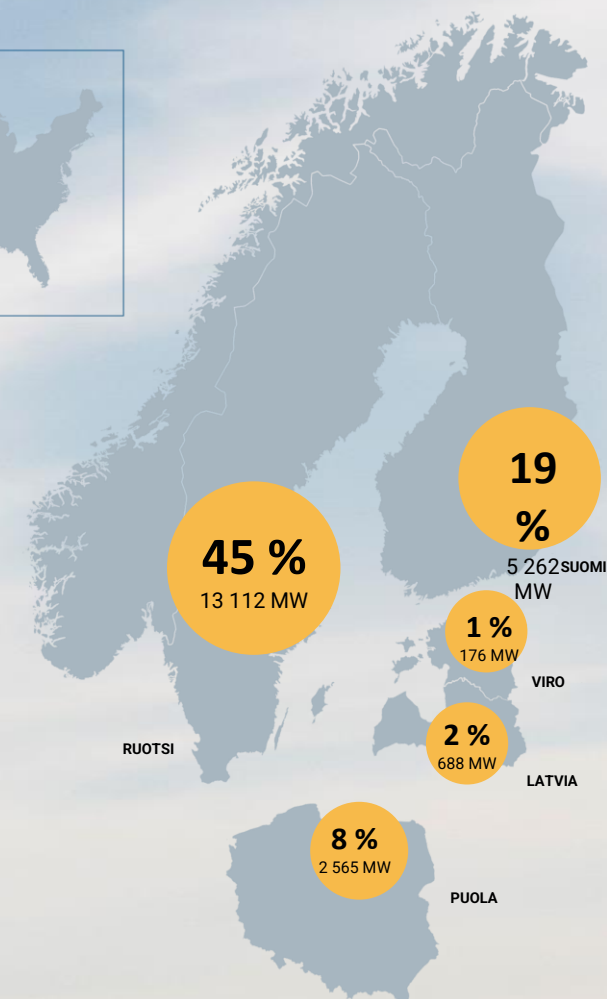 19
%
5 262 SUOMI
MW
45 %
13 112 MW
1 %
176 MW
VIRO
RUOTSI
2 %
688 MW
LATVIA
8 %
2 565 MW
PUOLA